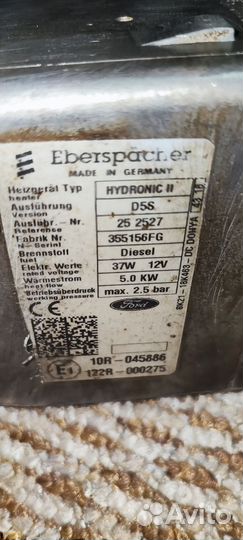 Eberspächer
MADE IN GERMANY
Heizgerät Typ HYDRONIC II
heater
Ausführung D5S
Version
Ausführ.-Nr. 25 2527
Reference
Fabrik Nr. 355156FG
N-Serial
Brennstoff Diesel
fuel
Elektr. Werte 37W 12V
rated voltage
Wärmestrom 5.0 KW
heat flow
Betriebsüberdruck max. 2.5 bar
Ford
10R-045886
E1 122R-000275
Avito